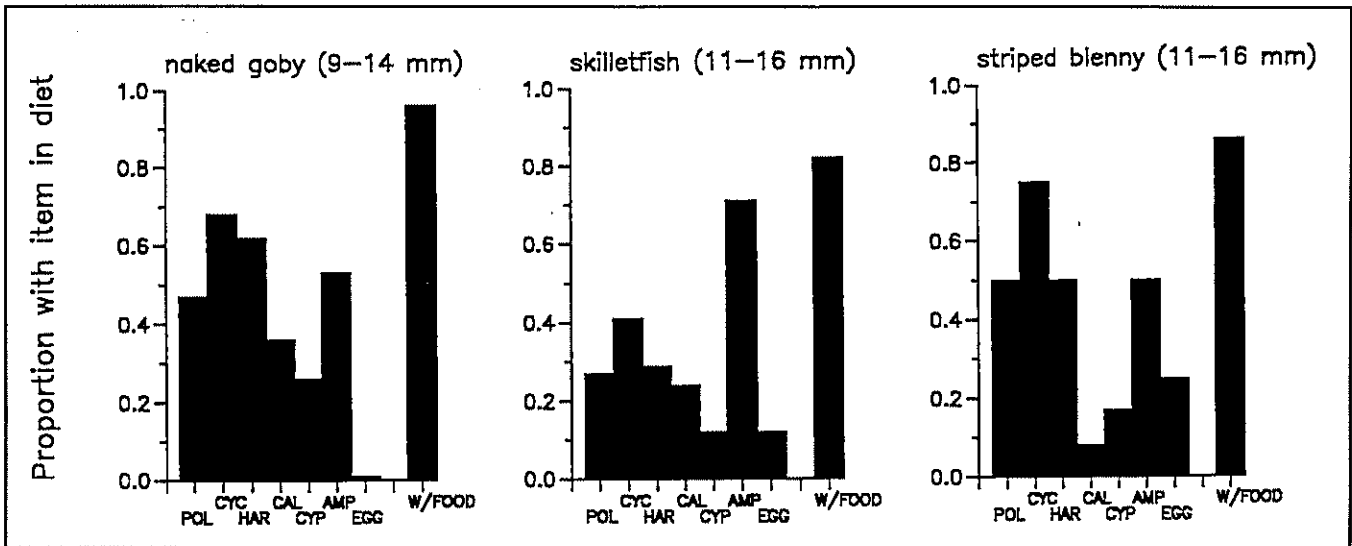 Proportion with item in diet
naked goby (9–14 mm)
1.0
0.8
0.6
0.4
0.2
0.0
POL CYC HAR CAL CYP AMP EGG W/FOOD
skilletfish (11–16 mm)
1.0
0.8
0.6
0.4
0.2
0.0
POL CYC HAR CAL CYP AMP EGG W/FOOD
striped blenny (11–16 mm)
1.0
0.8
0.6
0.4
0.2
0.0
POL CYC HAR CAL CYP AMP EGG W/FOOD